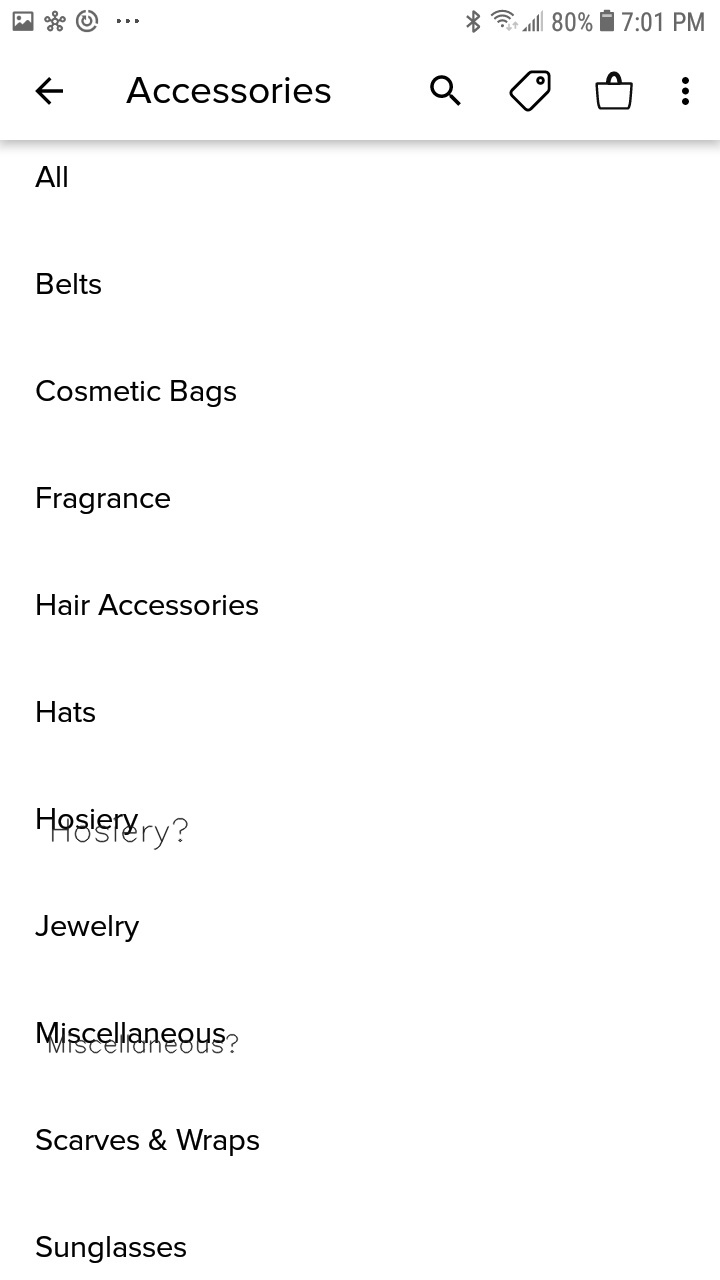 80% 7:01 PM
Accessories
All
Belts
Cosmetic Bags
Fragrance
Hair Accessories
Hats
Hosiery
Hosiery?
Jewelry
Miscellaneous
Miscellaneous?
Scarves & Wraps
Sunglasses